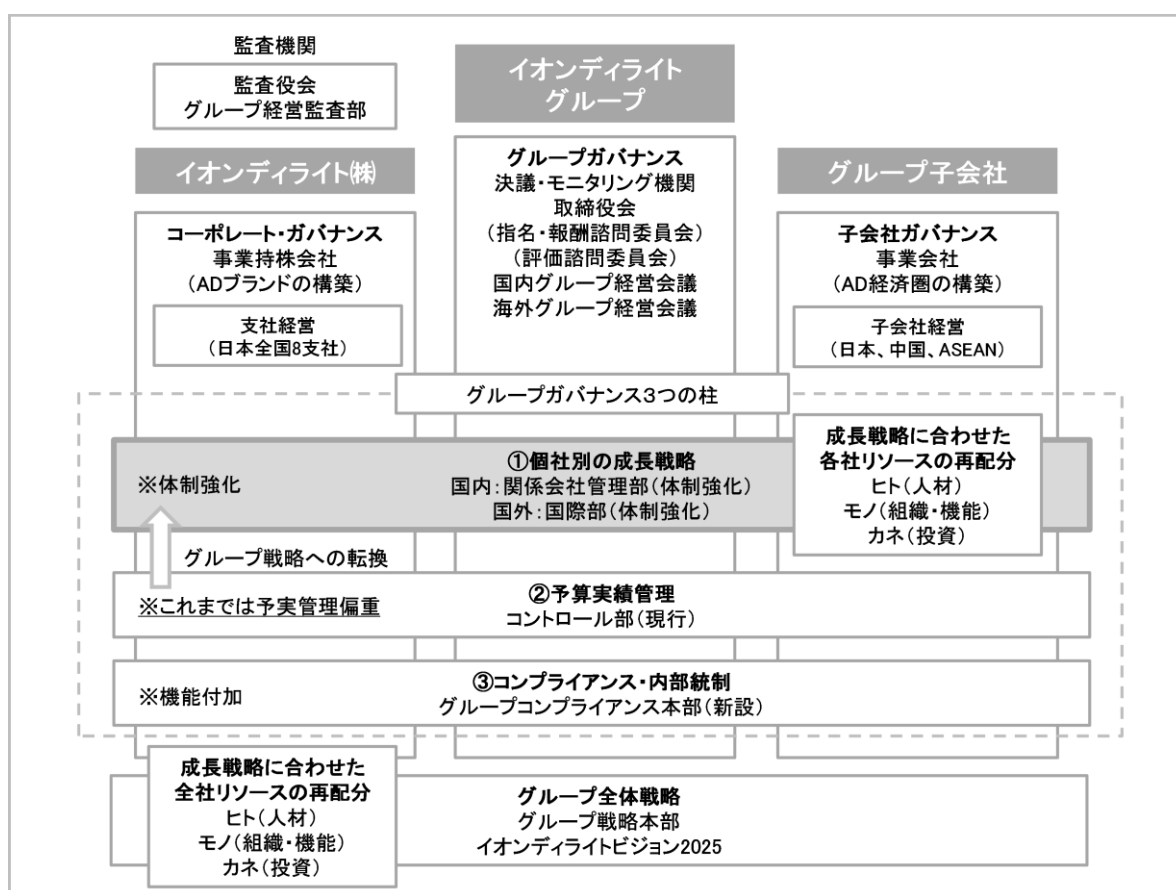 監査機関
監査役会
グループ経営監査部
イオンディライト㈱
コーポレート・ガバナンス
事業持株会社
(ADブランドの構築)
支社経営
(日本全国8支社)
イオンディライト
グループ
グループガバナンス
決議・モニタリング機関
取締役会
(指名・報酬諮問委員会)
(評価諮問委員会)
国内グループ経営会議
海外グループ経営会議
グループ子会社
子会社ガバナンス
事業会社
(AD経済圏の構築)
子会社経営
(日本、中国、ASEAN)
グループガバナンス3つの柱
※体制強化
①個社別の成長戦略
国内:関係会社管理部(体制強化)
国外:国際部(体制強化)
成長戦略に合わせた
各社リソースの再配分
ヒト(人材)
モノ(組織・機能)
カネ(投資)
グループ戦略への転換
※これまでは予実管理偏重
②予算実績管理
コントロール部(現行)
※機能付加
③コンプライアンス・内部統制
グループコンプライアンス本部(新設)
成長戦略に合わせた
全社リソースの再配分
ヒト(人材)
モノ(組織・機能)
カネ(投資)
グループ全体戦略
グループ戦略本部
イオンディライトビジョン2025